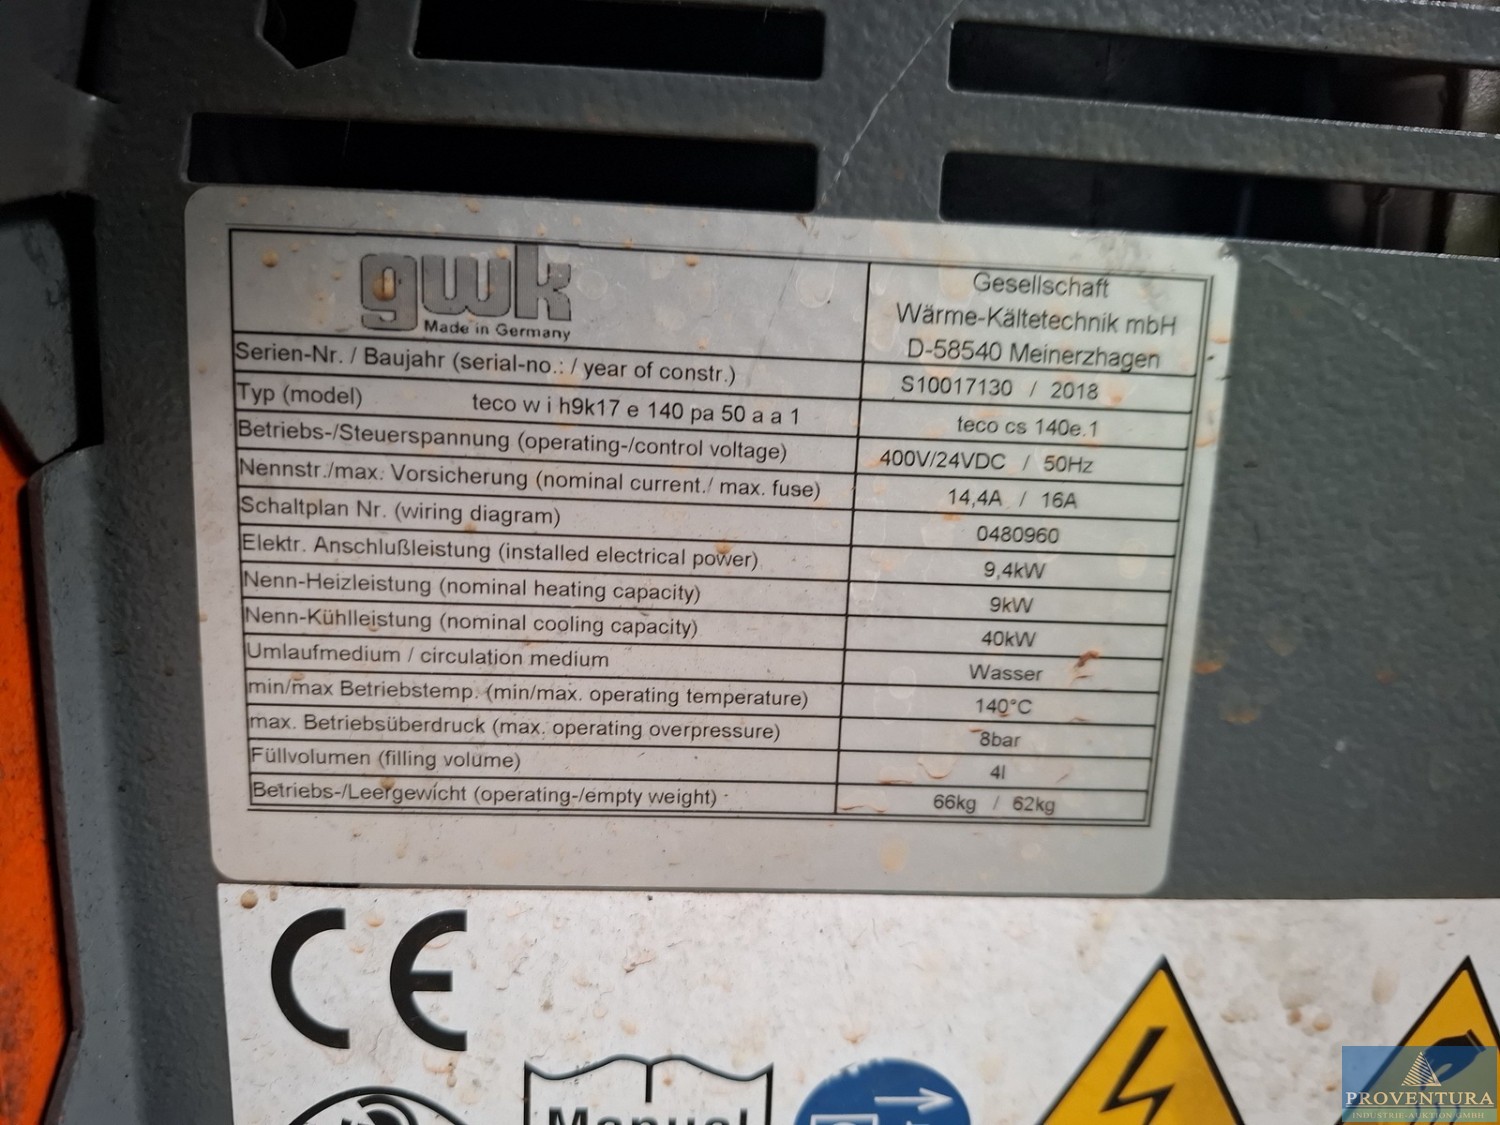 gwk
Made in Germany
Gesellschaft
Wärme-Kältetechnik mbH
D-58540 Meinerzhagen
Serien-Nr. / Baujahr (serial-no.: / year of constr.) S10017130 / 2018
Typ (model) teco w i h9k17 e 140 pa 50 a a 1 teco cs 140e.1
Betriebs-/Steuerspannung (operating-/control voltage) 400V/24VDC / 50Hz
Nennstr./max. Vorsicherung (nominal current./ max. fuse) 14,4A / 16A
Schaltplan Nr. (wiring diagram) 0480960
Elektr. Anschlußleistung (installed electrical power) 9,4kW
Nenn-Heizleistung (nominal heating capacity) 9kW
Nenn-Kühlleistung (nominal cooling capacity) 40kW
Umlaufmedium / circulation medium Wasser
min/max Betriebstemp. (min/max. operating temperature) 140°C
max. Betriebsüberdruck (max. operating overpressure) 8bar
Füllvolumen (filling volume) 4l
Betriebs-/Leergewicht (operating-/empty weight) 66kg / 62kg
CE
Manual
PROVENTURA
INDUSTRIE-AUKTION GMBH